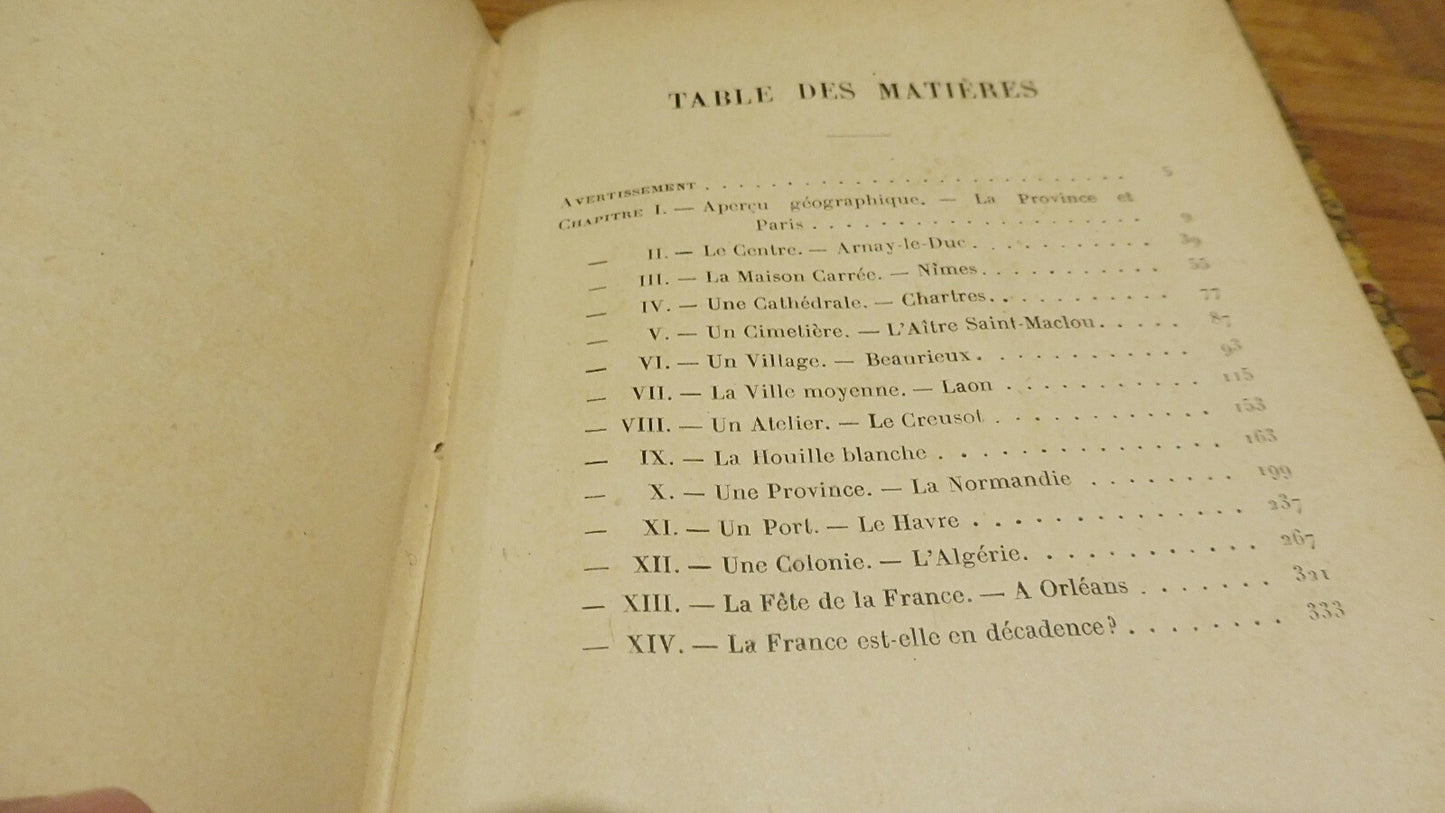 TABLE DES MATIÈRES
AVERTISSEMENT . . . . . . . . . . . . . . . . . . . . . . . 5
CHAPITRE I. — Aperçu géographique. — La Province et
Paris . . . . . . . . . . . . . . . . . . . . 9
— II. — Le Centre. — Arnay-le-Duc . . . . . . . . . . 39
— III. — La Maison Carrée. — Nîmes. . . . . . . . . . . 55
— IV. — Une Cathédrale. — Chartres. . . . . . . . . . . 77
— V. — Un Cimetière. — L'Aître Saint-Maclou. . . . . . 87
— VI. — Un Village. — Beaurieux. . . . . . . . . . . . 93
— VII. — La Ville moyenne. — Laon . . . . . . . . . . . 115
— VIII. — Un Atelier. — Le Creusot . . . . . . . . . . . 153
— IX. — La Houille blanche . . . . . . . . . . . . . . 163
— X. — Une Province. — La Normandie . . . . . . . . 199
— XI. — Un Port. — Le Havre . . . . . . . . . . . . . 237
— XII. — Une Colonie. — L'Algérie. . . . . . . . . . . . 267
— XIII. — La Fête de la France. — A Orléans . . . . . . . 321
— XIV. — La France est-elle en décadence? . . . . . . . . 333